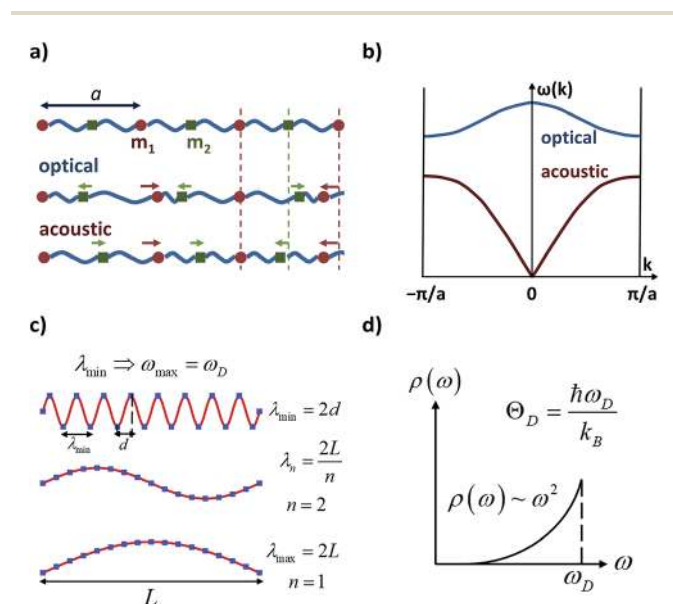 a)
a
m₁
m₂
optical
acoustic
b)
ω(k)
optical
acoustic
k
−π/a
0
π/a
c)
λmin ⇒ ωmax = ωD
λmin = 2d
λmin
d
λn = 2L/n
n = 2
λmax = 2L
n = 1
L
d)
ρ(ω)
ΘD = ħωD/kB
ρ(ω) ~ ω²
ω
ωD